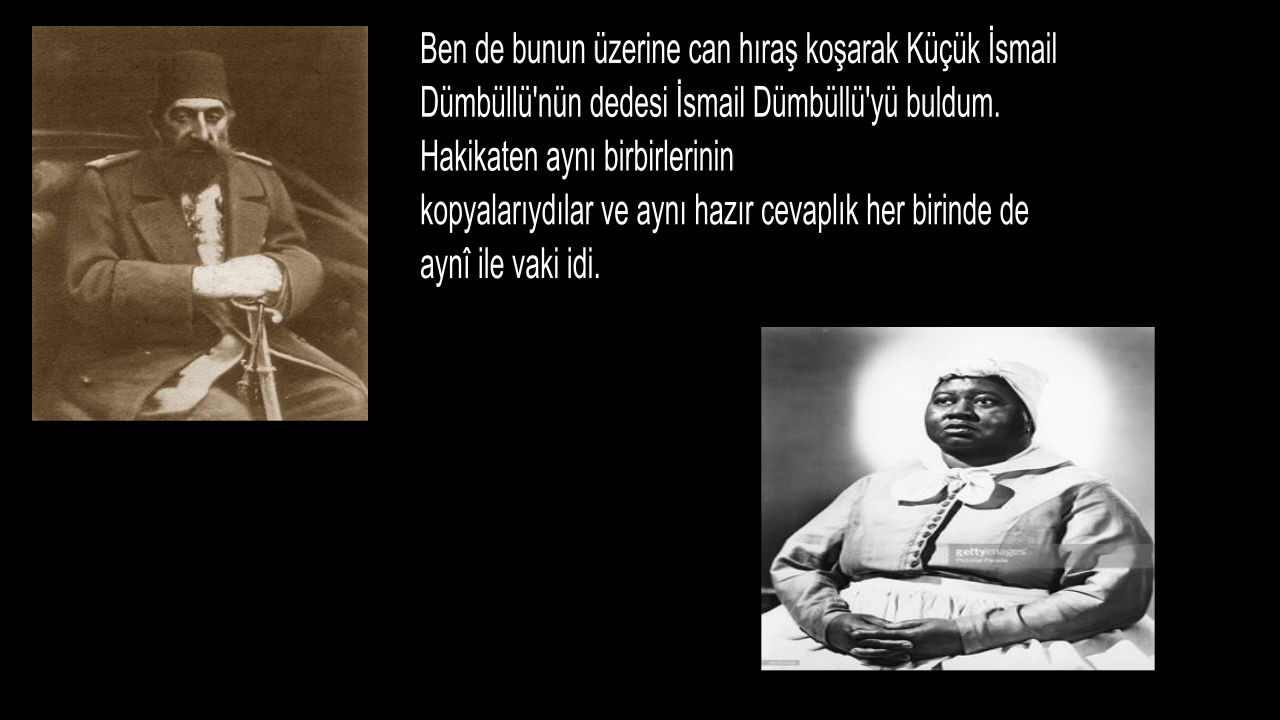 Ben de bunun üzerine can hıraş koşarak Küçük İsmail
Dümbüllü'nün dedesi İsmail Dümbüllü'yü buldum.
Hakikaten aynı birbirlerinin
kopyalarıydılar ve aynı hazır cevaplık her birinde de
aynî ile vaki idi.
gettyimages